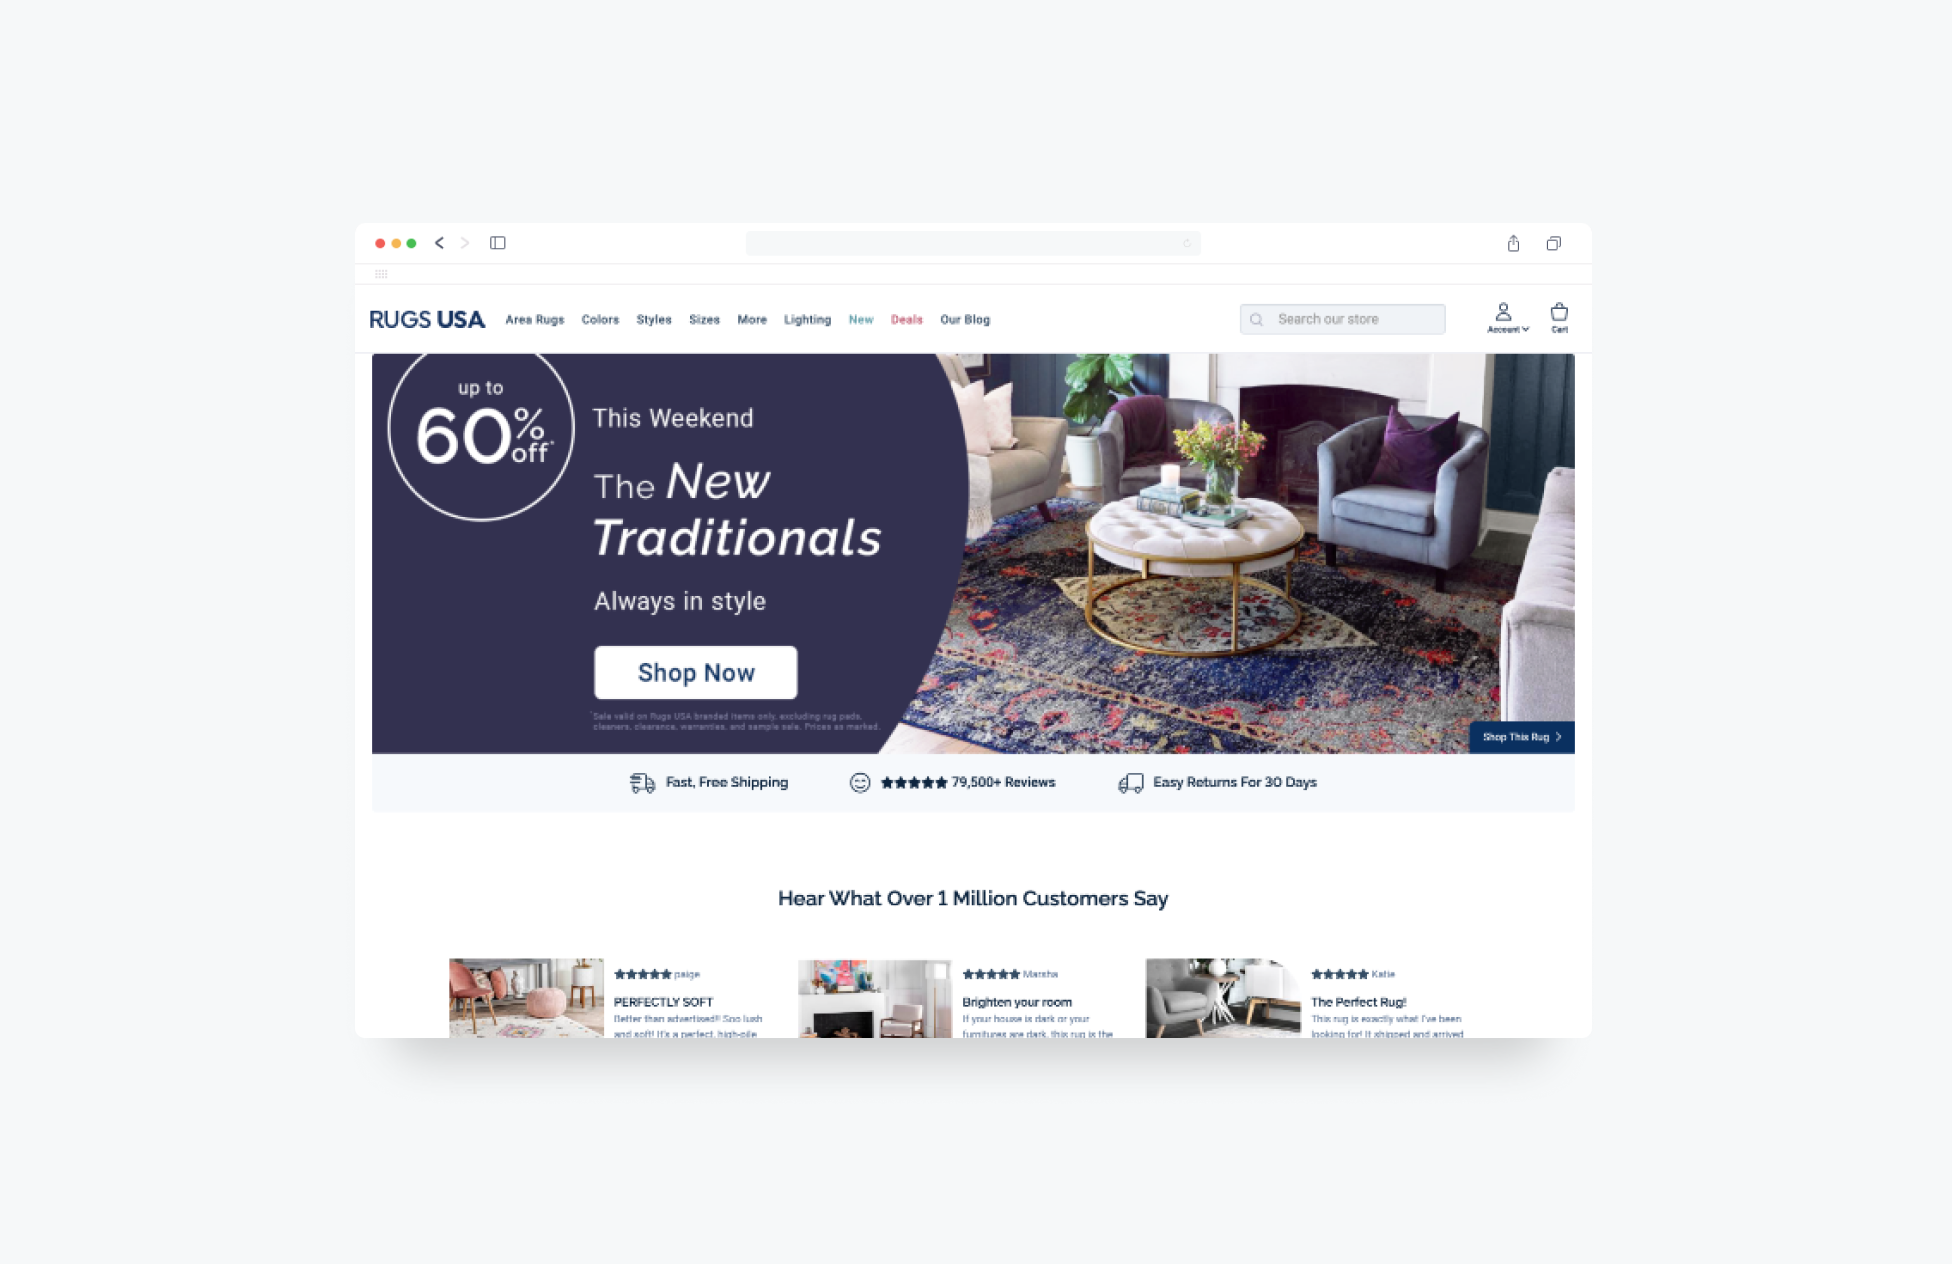 RUGS USA
Area Rugs Colors Styles Sizes More Lighting New Deals Our Blog
Search our store
Account
Cart
up to
60% off*
This Weekend
The New
Traditionals
Always in style
Shop Now
*Sale valid on Rugs USA branded items only, excluding rug pads,
cleaners, clearance, warranties, and sample sale. Prices as marked.
Shop This Rug
Fast, Free Shipping
79,500+ Reviews
Easy Returns For 30 Days
Hear What Over 1 Million Customers Say
paige
PERFECTLY SOFT
Better than advertised!! Soo lush
and soft! It's a perfect, high-pile
Marsha
Brighten your room
If your house is dark or your
furnitures are dark, this rug is the
Katie
The Perfect Rug!
This rug is exactly what I've been
looking for! It shipped and arrived